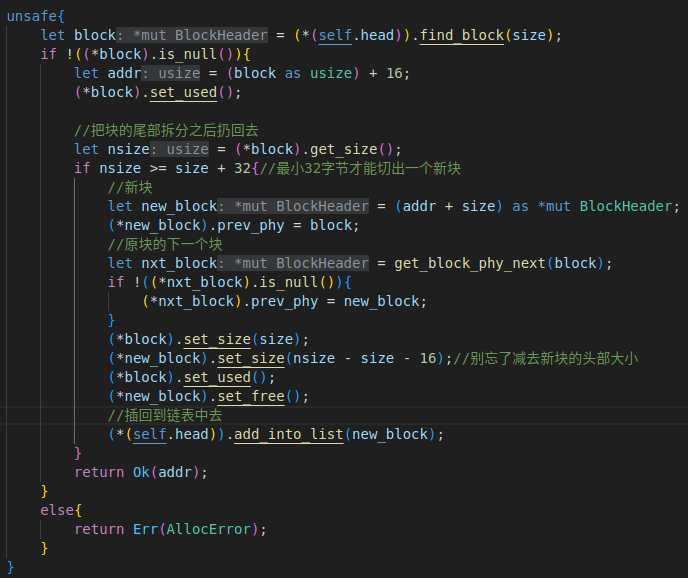 unsafe{
let block: *mut BlockHeader = (*(self.head)).find_block(size);
if !((*block).is_null()){
let addr: usize = (block as usize) + 16;
(*block).set_used();
//把块的尾部拆分之后扔回去
let nsize: usize = (*block).get_size();
if nsize >= size + 32{//最小32字节才能切出一个新块
//新块
let new_block: *mut BlockHeader = (addr + size) as *mut BlockHeader;
(*new_block).prev_phy = block;
//原块的下一个块
let nxt_block: *mut BlockHeader = get_block_phy_next(block);
if !((*nxt_block).is_null()){
(*nxt_block).prev_phy = new_block;
}
(*block).set_size(size);
(*new_block).set_size(nsize - size - 16);//别忘了减去新块的头部大小
(*block).set_used();
(*new_block).set_free();
//插回到链表中去
(*(self.head)).add_into_list(new_block);
}
return Ok(addr);
}
else{
return Err(AllocError);
}
}